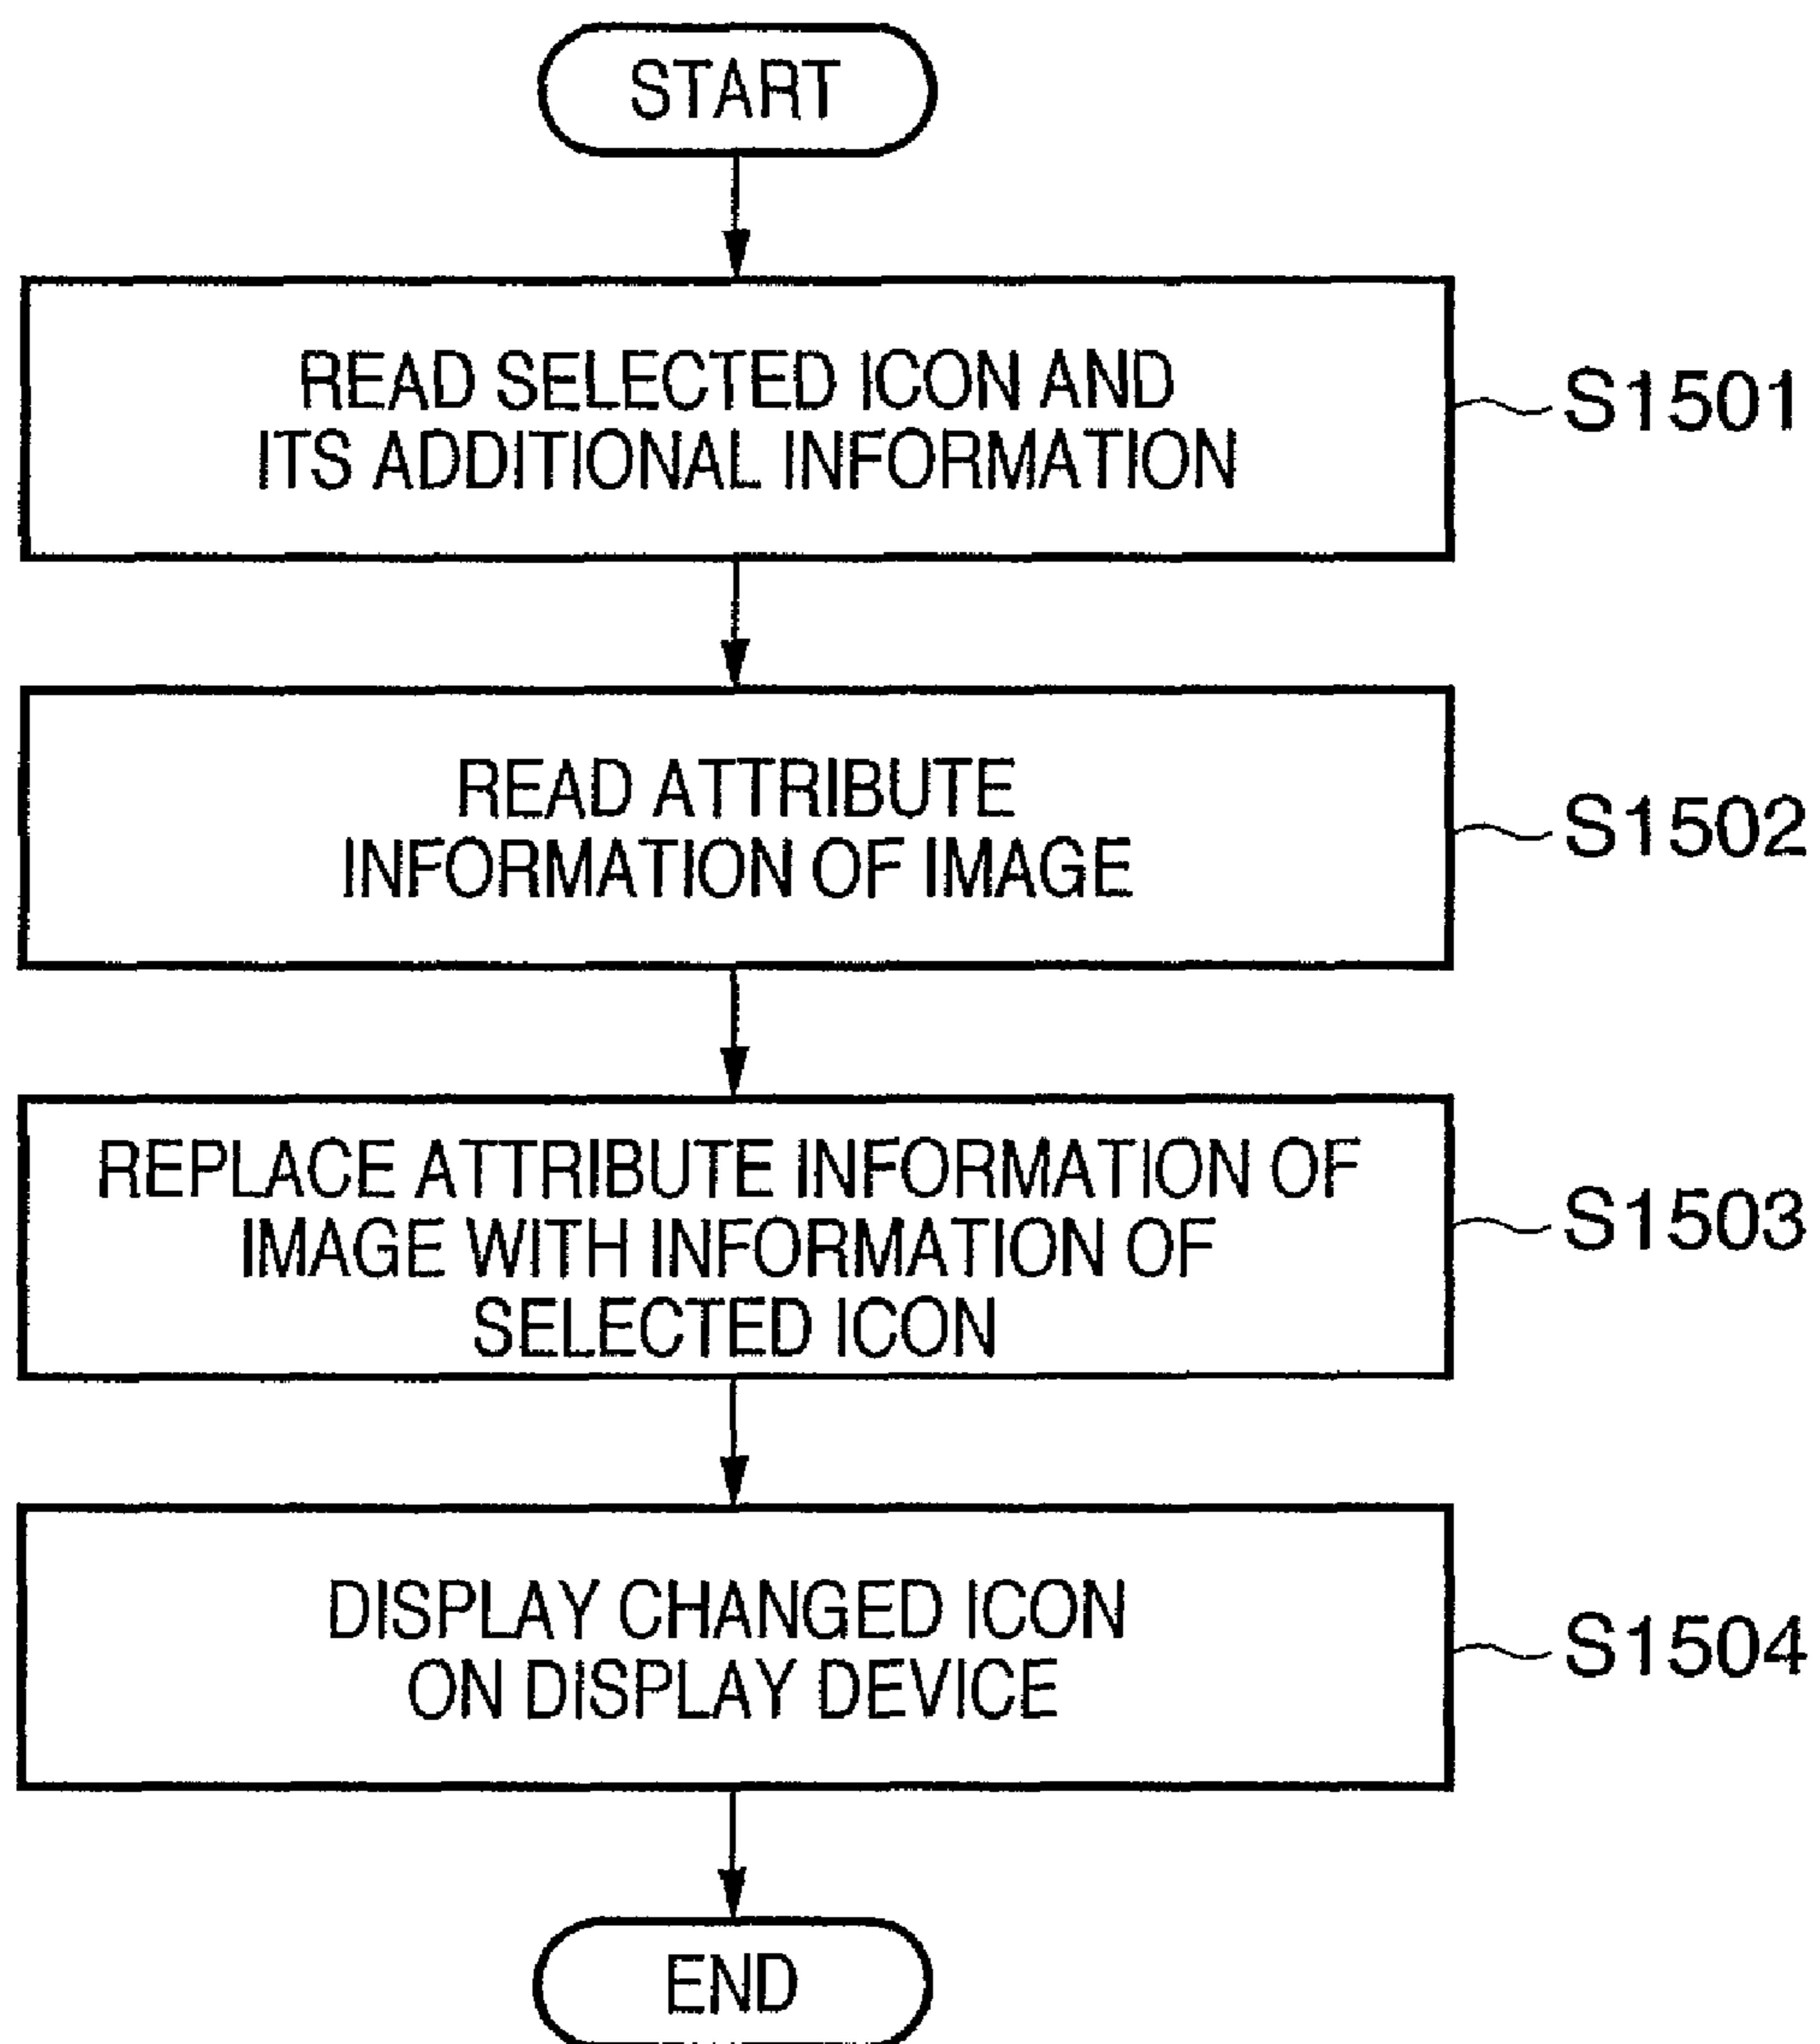 START
READ SELECTED ICON AND
ITS ADDITIONAL INFORMATION
S1501
READ ATTRIBUTE
INFORMATION OF IMAGE
S1502
REPLACE ATTRIBUTE INFORMATION OF
IMAGE WITH INFORMATION OF
SELECTED ICON
S1503
DISPLAY CHANGED ICON
ON DISPLAY DEVICE
S1504
END